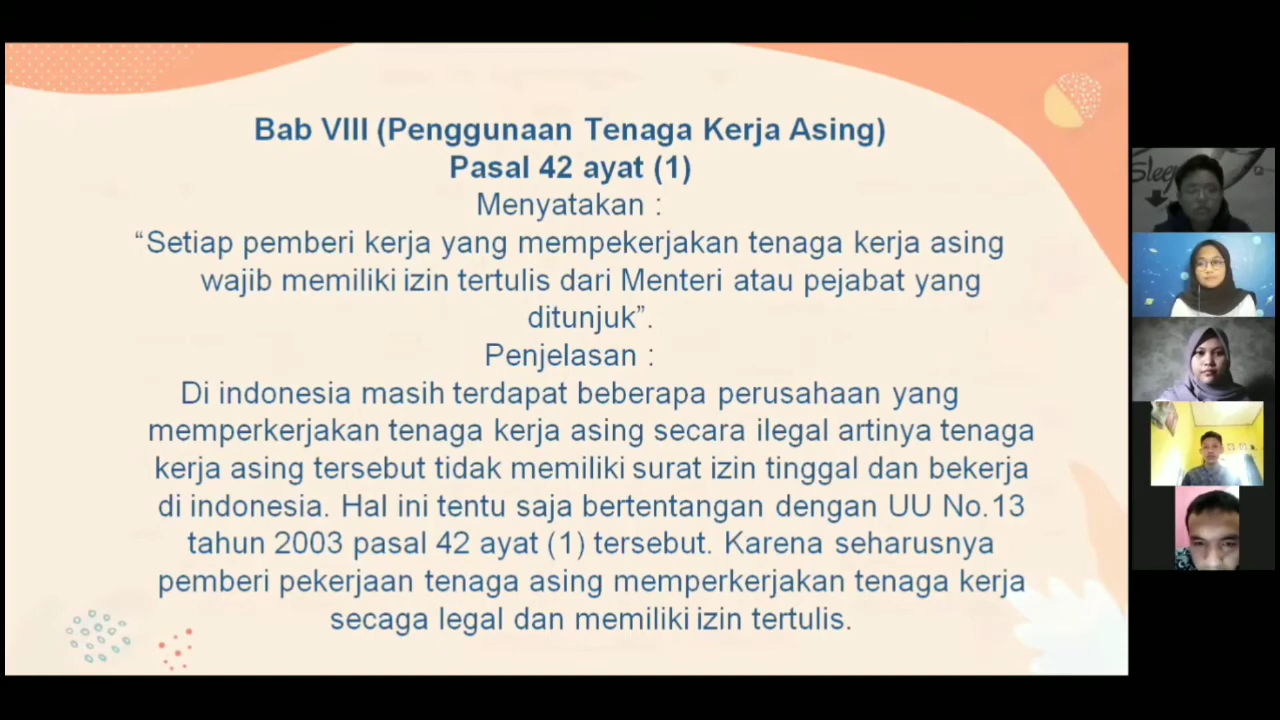 Bab VIII (Penggunaan Tenaga Kerja Asing)
Pasal 42 ayat (1)
Menyatakan :
“Setiap pemberi kerja yang mempekerjakan tenaga kerja asing
wajib memiliki izin tertulis dari Menteri atau pejabat yang
ditunjuk”.
Penjelasan :
Di indonesia masih terdapat beberapa perusahaan yang
memperkerjakan tenaga kerja asing secara ilegal artinya tenaga
kerja asing tersebut tidak memiliki surat izin tinggal dan bekerja
di indonesia. Hal ini tentu saja bertentangan dengan UU No.13
tahun 2003 pasal 42 ayat (1) tersebut. Karena seharusnya
pemberi pekerjaan tenaga asing memperkerjakan tenaga kerja
secaga legal dan memiliki izin tertulis.